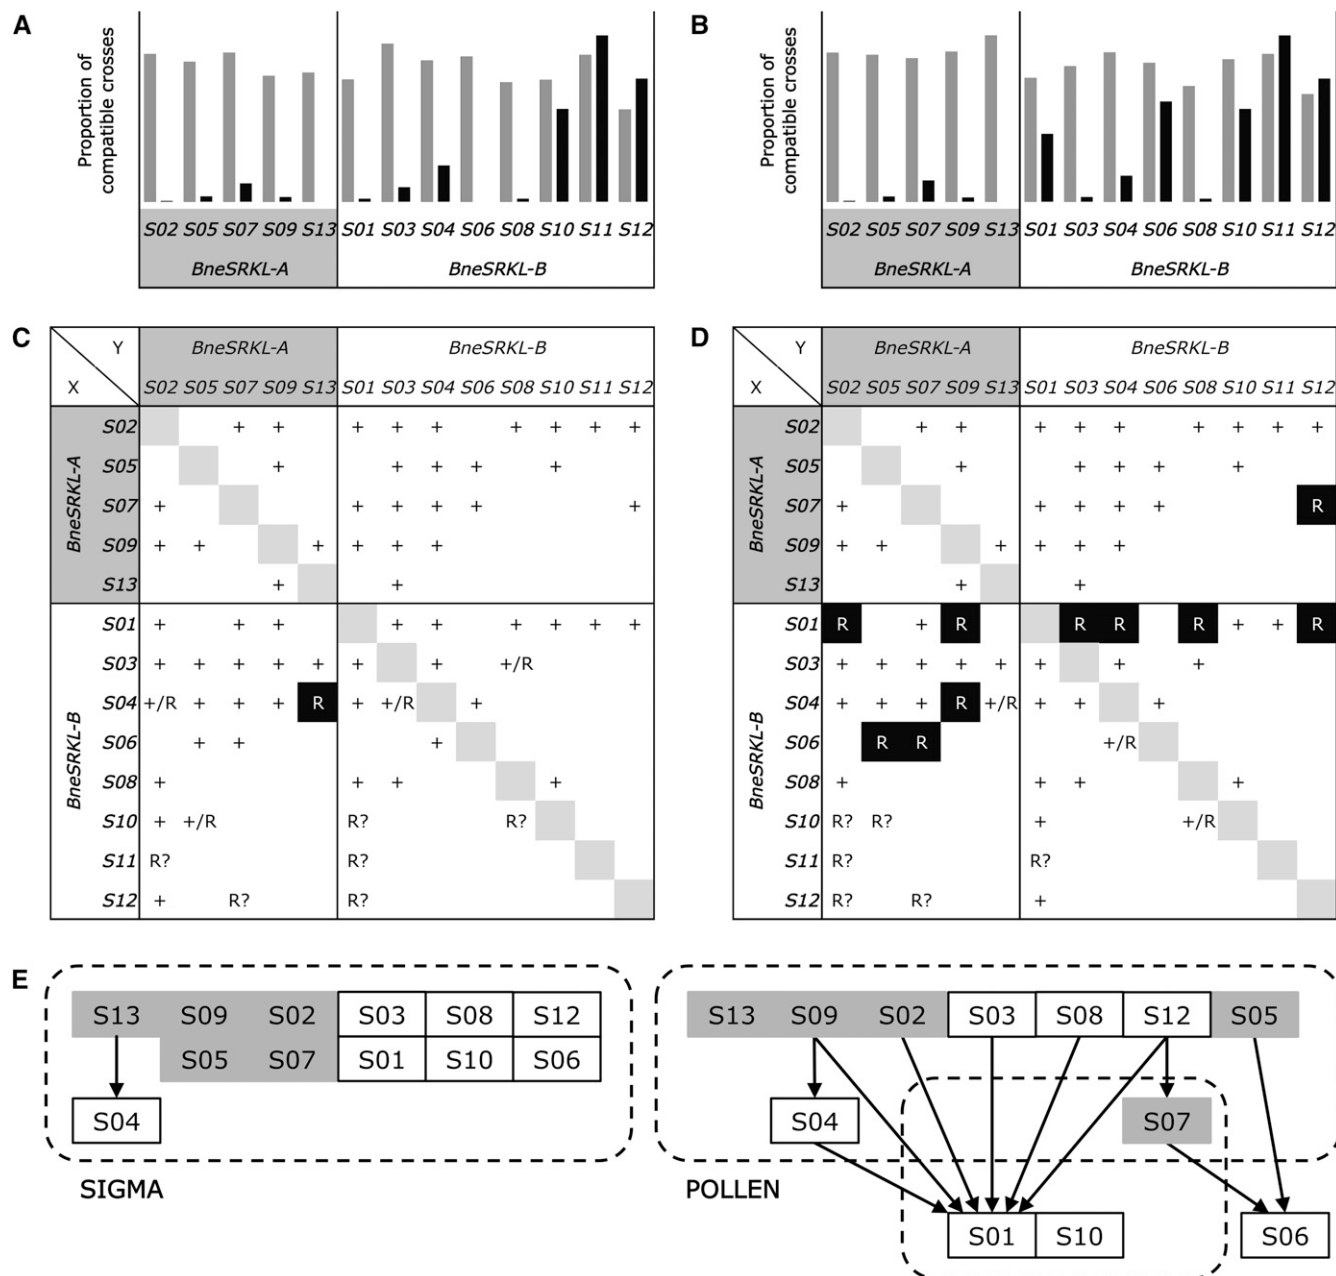 A
Proportion of
compatible crosses
S02 S05 S07 S09 S13 S01 S03 S04 S06 S08 S10 S11 S12
BneSRKL-A BneSRKL-B
B
Proportion of
compatible crosses
S02 S05 S07 S09 S13 S01 S03 S04 S06 S08 S10 S11 S12
BneSRKL-A BneSRKL-B
C
Y BneSRKL-A BneSRKL-B
X S02 S05 S07 S09 S13 S01 S03 S04 S06 S08 S10 S11 S12
BneSRKL-A
S02 + + + + + + + + +
S05 + + + + +
S07 + + + + + +
S09 + + + + + +
S13 + +
BneSRKL-B
S01 + + + + + + + + +
S03 + + + + + + + +/R
S04 +/R + + + R + +/R +
S06 + + +
S08 + + + +
S10 + +/R R? R?
S11 R? R?
S12 + R? R?
D
Y BneSRKL-A BneSRKL-B
X S02 S05 S07 S09 S13 S01 S03 S04 S06 S08 S10 S11 S12
BneSRKL-A
S02 + + + + + + + + +
S05 + + + + +
S07 + + + + + R
S09 + + + + + +
S13 + +
BneSRKL-B
S01 R + R R R R + + R
S03 + + + + + + + +
S04 + + + R +/R + + +
S06 R R +/R
S08 + + + +
S10 R? R? + +/R
S11 R? R?
S12 R? R? +
E
S13 S09 S02 S03 S08 S12
S05 S07 S01 S10 S06
S04
SIGMA
S13 S09 S02 S03 S08 S12 S05
S04 S07
POLLEN
S01 S10 S06